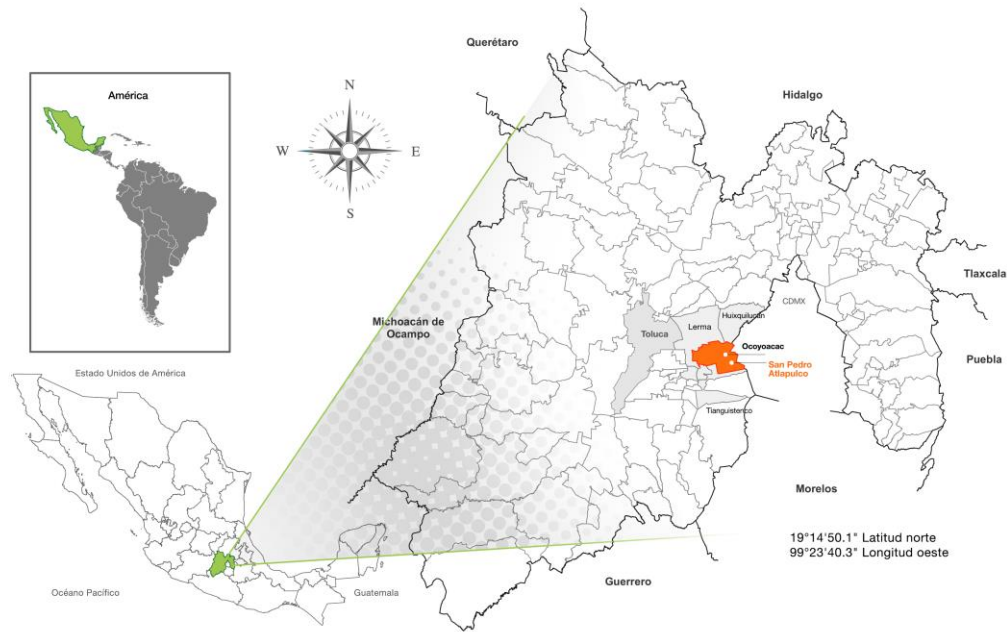 América
Querétaro
Hidalgo
N
W
E
S
Tlaxcala
CDMX
Huixquilucan
Lerma
Toluca
Michoacán de
Ocampo
Ocoyoacac
San Pedro
Atlapulco
Puebla
Estado Unidos de América
Tianguistenco
Morelos
19°14'50.1" Latitud norte
99°23'40.3" Longitud oeste
Guerrero
Océano Pacífico
Guatemala